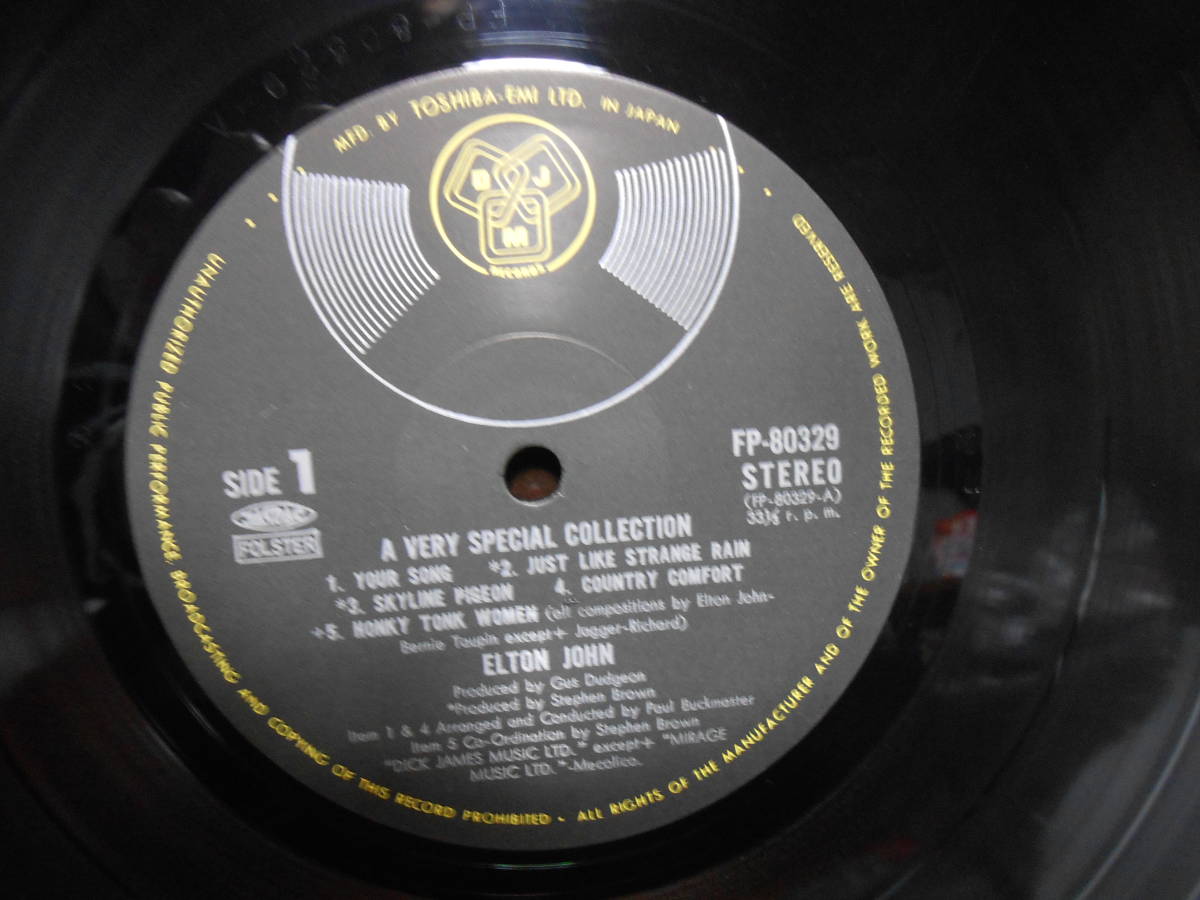 MFD. BY TOSHIBA-EMI LTD. IN JAPAN
D J
M
RECORDS
SIDE 1
FOLSTER
FP-80329
STEREO
(FP-80329-A)
33⅓ r. p. m.
A VERY SPECIAL COLLECTION
1. YOUR SONG *2. JUST LIKE STRANGE RAIN
*3. SKYLINE PIGEON 4. COUNTRY COMFORT
+5. HONKY TONK WOMEN (all compositions by Elton John-
Bernie Taupin except+ Jagger-Richard)
ELTON JOHN
Produced by Gus Dudgeon
*Produced by Stephen Brown
Item 1 & 4 Arranged and Conducted by Paul Buckmaster
Item 5 Co-Ordination by Stephen Brown
"DICK JAMES MUSIC LTD." except+ "MIRAGE
MUSIC LTD."-Mecolico.
UNAUTHORIZED PUBLIC PERFORMANCE, BROADCASTING AND COPYING OF THIS RECORD PROHIBITED - ALL RIGHTS OF THE MANUFACTURER AND OF THE OWNER OF THE RECORDED WORK ARE RESERVED